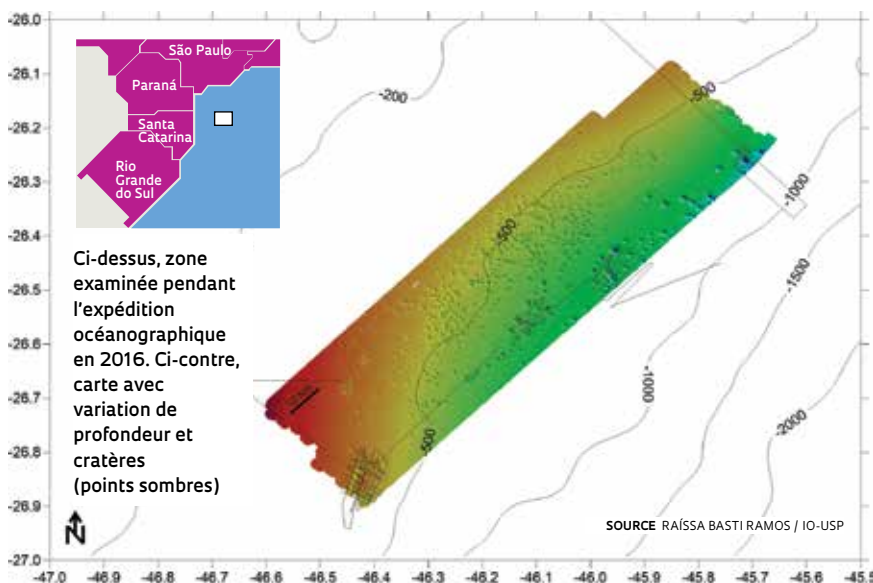 -26.0
-26.1
-26.2
-26.3
-26.4
-26.5
-26.6
-26.7
-26.8
-26.9
-27.0
São Paulo
Paraná
Santa
Catarina
Rio
Grande
do Sul
Ci-dessus, zone
examinée pendant
l'expédition
océanographique
en 2016. Ci-contre,
carte avec
variation de
profondeur et
cratères
(points sombres)
-200
-500
-500
-500
-1000
-1000
-1500
-2000
N
SOURCE RAÍSSA BASTI RAMOS / IO-USP
-47.0 -46.9 -46.8 -46.7 -46.6 -46.5 -46.4 -46.3 -46.2 -46.1 -46.0 -45.9 -45.8 -45.7 -45.6 -45.5